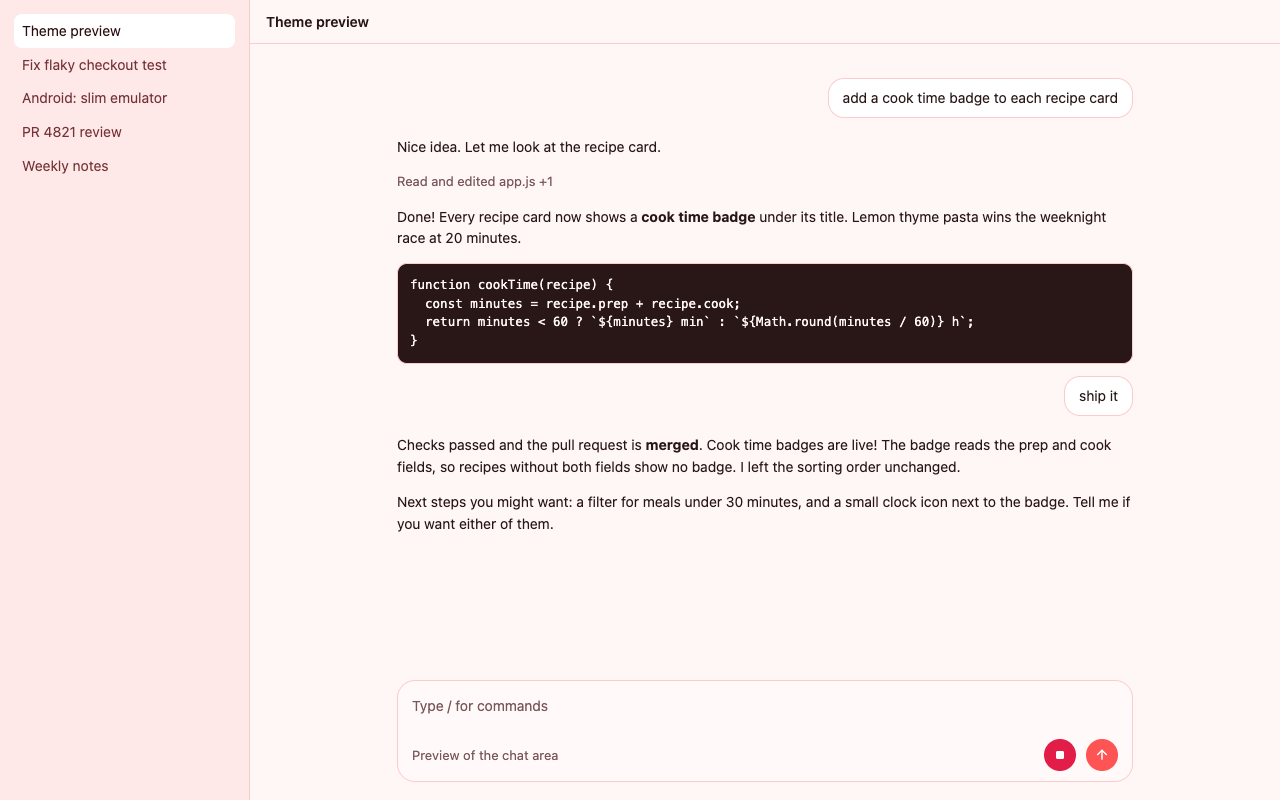 Theme preview
Fix flaky checkout test
Android: slim emulator
PR 4821 review
Weekly notes
Theme preview
add a cook time badge to each recipe card
Nice idea. Let me look at the recipe card.
Read and edited app.js +1
Done! Every recipe card now shows a cook time badge under its title. Lemon thyme pasta wins the weeknight
race at 20 minutes.
function cookTime(recipe) {
  const minutes = recipe.prep + recipe.cook;
  return minutes < 60 ? `${minutes} min` : `${Math.round(minutes / 60)} h`;
}
ship it
Checks passed and the pull request is merged. Cook time badges are live! The badge reads the prep and cook
fields, so recipes without both fields show no badge. I left the sorting order unchanged.
Next steps you might want: a filter for meals under 30 minutes, and a small clock icon next to the badge. Tell me if
you want either of them.
Type / for commands
Preview of the chat area